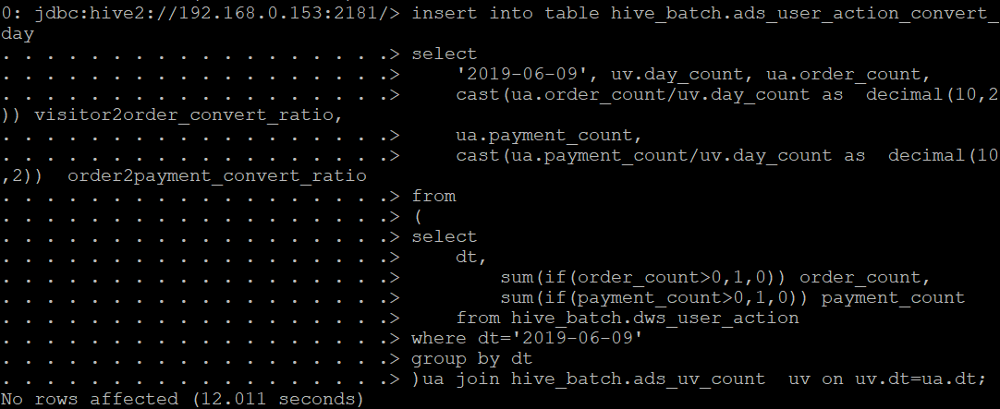 0: jdbc:hive2://192.168.0.153:2181/> insert into table hive_batch.ads_user_action_convert_
day
. . . . . . . . . . . . . . . . . .> select
. . . . . . . . . . . . . . . . . .>     '2019-06-09', uv.day_count, ua.order_count,
. . . . . . . . . . . . . . . . . .>     cast(ua.order_count/uv.day_count as  decimal(10,2
)) visitor2order_convert_ratio,
. . . . . . . . . . . . . . . . . .>     ua.payment_count,
. . . . . . . . . . . . . . . . . .>     cast(ua.payment_count/uv.day_count as  decimal(10
,2))  order2payment_convert_ratio
. . . . . . . . . . . . . . . . . .> from
. . . . . . . . . . . . . . . . . .> (
. . . . . . . . . . . . . . . . . .> select
. . . . . . . . . . . . . . . . . .>     dt,
. . . . . . . . . . . . . . . . . .>         sum(if(order_count>0,1,0)) order_count,
. . . . . . . . . . . . . . . . . .>         sum(if(payment_count>0,1,0)) payment_count
. . . . . . . . . . . . . . . . . .>     from hive_batch.dws_user_action
. . . . . . . . . . . . . . . . . .> where dt='2019-06-09'
. . . . . . . . . . . . . . . . . .> group by dt
. . . . . . . . . . . . . . . . . .> )ua join hive_batch.ads_uv_count  uv on uv.dt=ua.dt;
No rows affected (12.011 seconds)